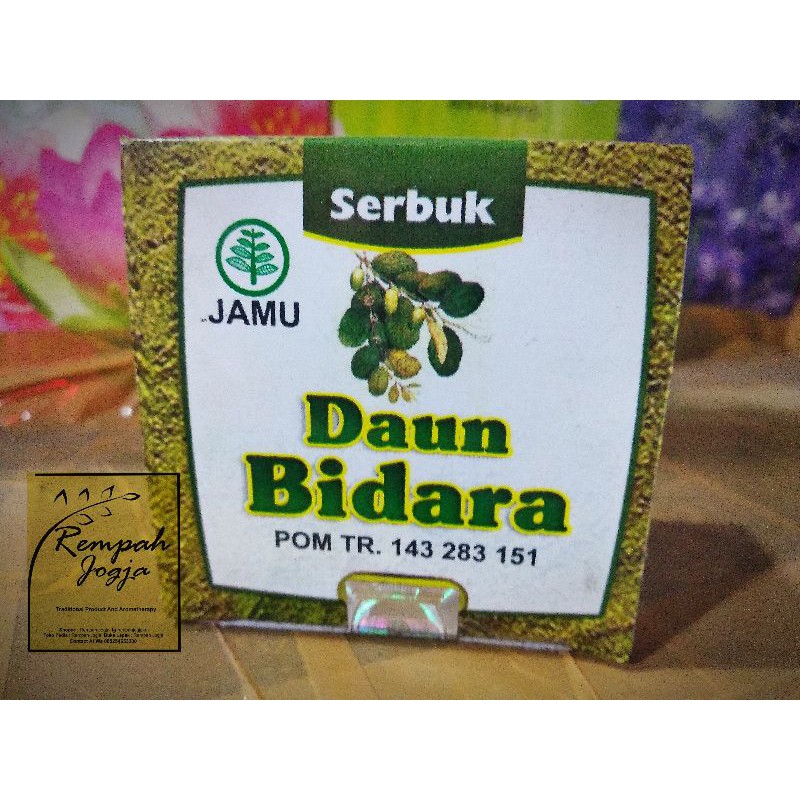 Serbuk
JAMU
Daun
Bidara
POM TR. 143 283 151
Rempah
Jogja
Traditional Product And Aromatherapy